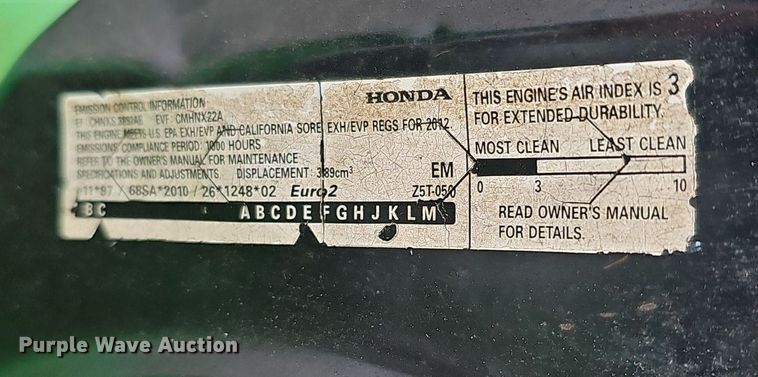 EMISSION CONTROL INFORMATION
EVF: CMHNX22A
THIS ENGINE MEETS U.S. EPA EXH/EVP AND CALIFORNIA SORE, EXH/EVP REGS FOR 2012.
EMISSIONS COMPLIANCE PERIOD: 1000 HOURS
REFER TO THE OWNER'S MANUAL FOR MAINTENANCE
SPECIFICATIONS AND ADJUSTMENTS. DISPLACEMENT: 389cm³
e11*97 / 68SA*2010 / 26*1248*02 Euro2
B C A B C D E F G H J K L M
HONDA
EM
Z5T-050
THIS ENGINE'S AIR INDEX IS 3
FOR EXTENDED DURABILITY.
MOST CLEAN LEAST CLEAN
0 3 10
READ OWNER'S MANUAL
FOR DETAILS.
Purple Wave Auction